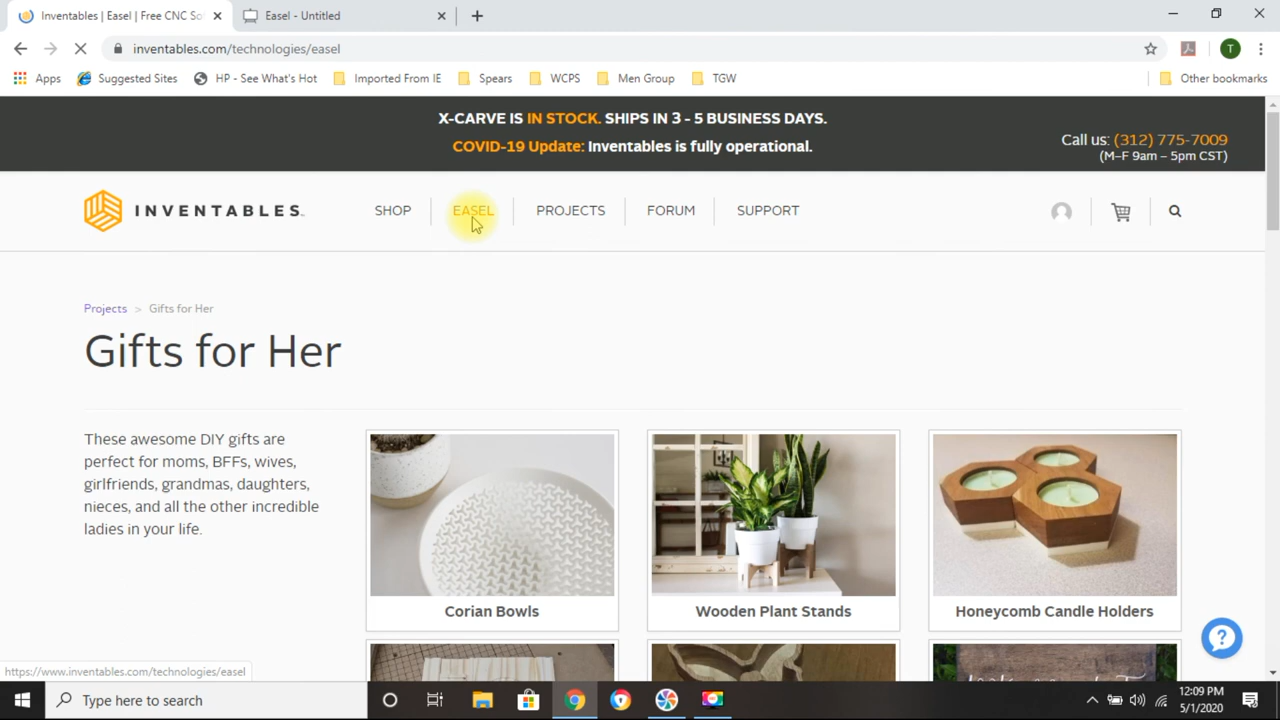 Inventables | Easel | Free CNC So
Easel - Untitled
inventables.com/technologies/easel
T
Apps
Suggested Sites
HP - See What's Hot
Imported From IE
Spears
WCPS
Men Group
TGW
Other bookmarks
X-CARVE IS IN STOCK. SHIPS IN 3 - 5 BUSINESS DAYS.
COVID-19 Update: Inventables is fully operational.
Call us: (312) 775-7009
(M–F 9am – 5pm CST)
INVENTABLES
SHOP
EASEL
PROJECTS
FORUM
SUPPORT
Projects > Gifts for Her
Gifts for Her
These awesome DIY gifts are
perfect for moms, BFFs, wives,
girlfriends, grandmas, daughters,
nieces, and all the other incredible
ladies in your life.
Corian Bowls
Wooden Plant Stands
Honeycomb Candle Holders
https://www.inventables.com/technologies/easel
Type here to search
12:09 PM
5/1/2020